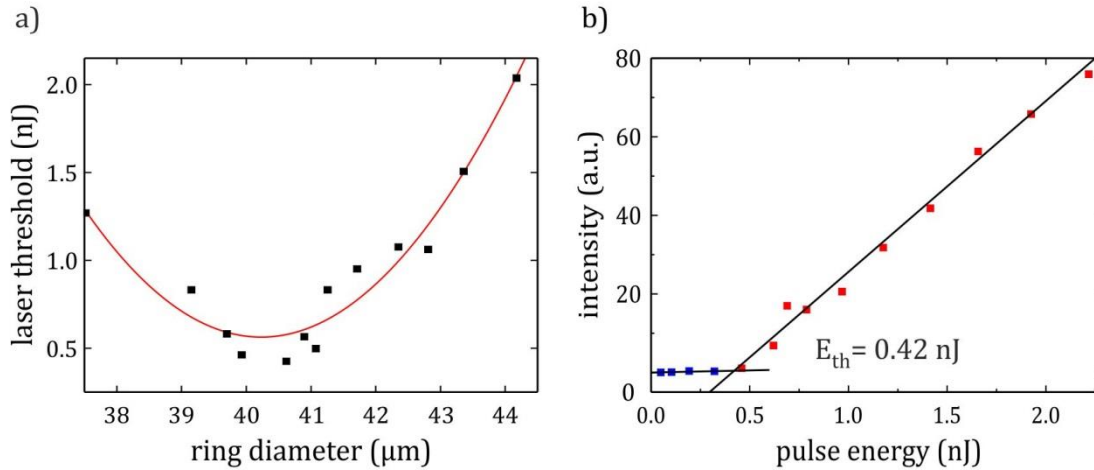 a)
2.0
1.5
1.0
0.5
laser threshold (nJ)
38 39 40 41 42 43 44
ring diameter (μm)
b)
80
60
40
20
0
intensity (a.u.)
E_th = 0.42 nJ
0.0 0.5 1.0 1.5 2.0
pulse energy (nJ)